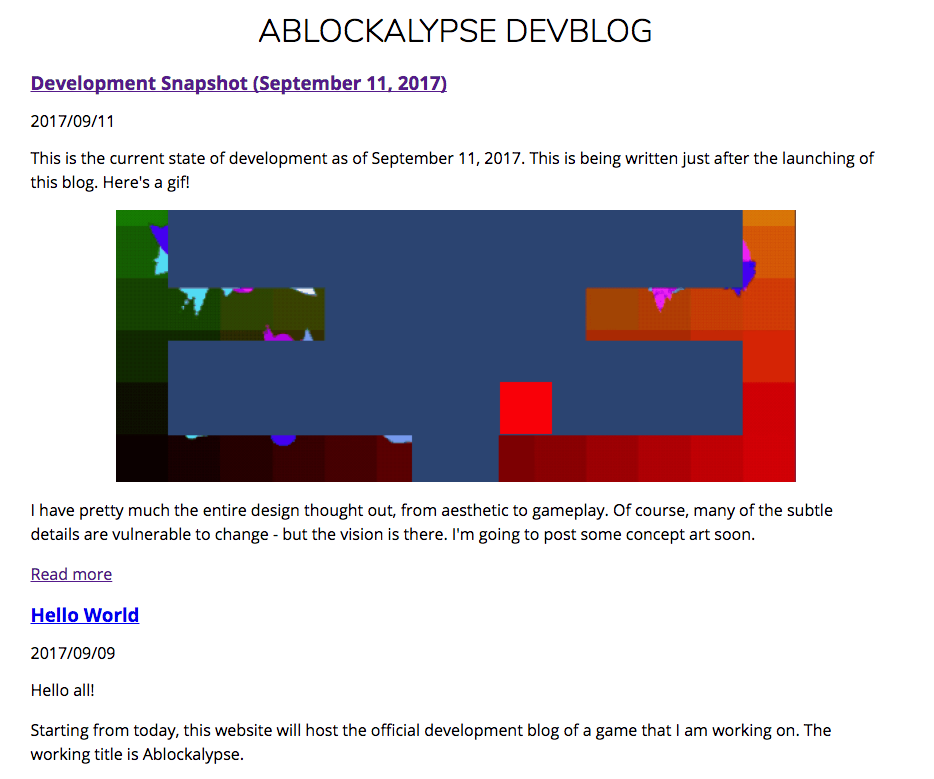 ABLOCKALYPSE DEVBLOG
Development Snapshot (September 11, 2017)
2017/09/11
This is the current state of development as of September 11, 2017. This is being written just after the launching of
this blog. Here's a gif!
I have pretty much the entire design thought out, from aesthetic to gameplay. Of course, many of the subtle
details are vulnerable to change - but the vision is there. I'm going to post some concept art soon.
Read more
Hello World
2017/09/09
Hello all!
Starting from today, this website will host the official development blog of a game that I am working on. The
working title is Ablockalypse.